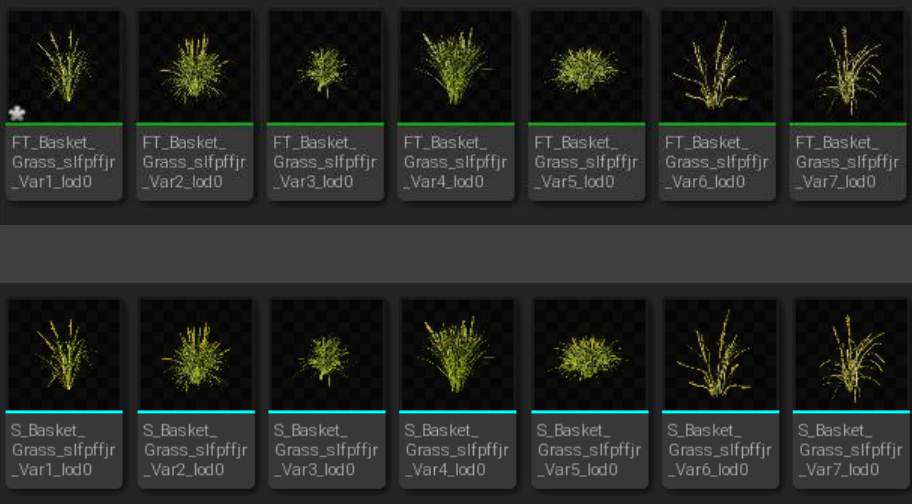 FT_Basket_
Grass_slfpffjr
_Var1_lod0
FT_Basket_
Grass_slfpffjr
_Var2_lod0
FT_Basket_
Grass_slfpffjr
_Var3_lod0
FT_Basket_
Grass_slfpffjr
_Var4_lod0
FT_Basket_
Grass_slfpffjr
_Var5_lod0
FT_Basket_
Grass_slfpffjr
_Var6_lod0
FT_Basket_
Grass_slfpffjr
_Var7_lod0
S_Basket_
Grass_slfpffjr
_Var1_lod0
S_Basket_
Grass_slfpffjr
_Var2_lod0
S_Basket_
Grass_slfpffjr
_Var3_lod0
S_Basket_
Grass_slfpffjr
_Var4_lod0
S_Basket_
Grass_slfpffjr
_Var5_lod0
S_Basket_
Grass_slfpffjr
_Var6_lod0
S_Basket_
Grass_slfpffjr
_Var7_lod0